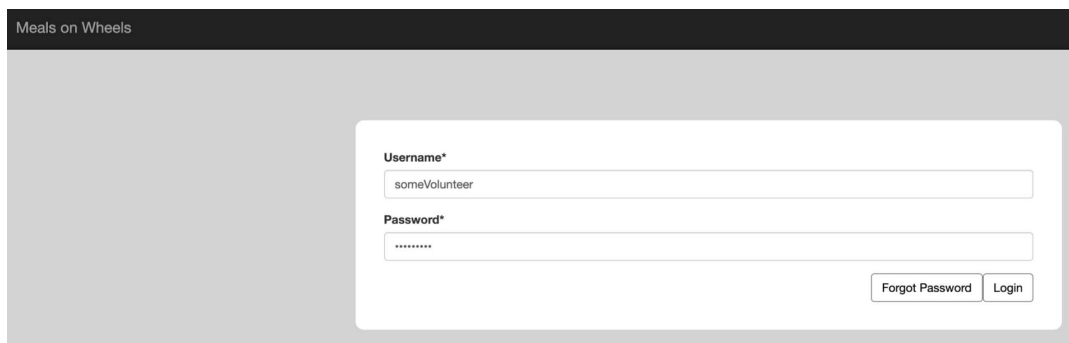 Meals on Wheels
Username*
someVolunteer
Password*
•••••••••
Forgot Password Login